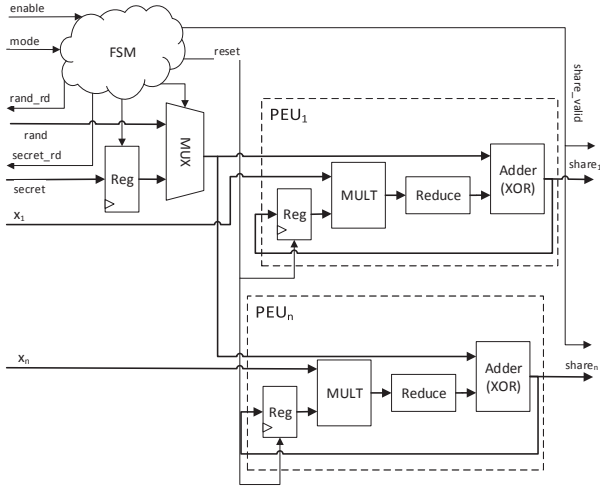 enable
FSM
mode
reset
rand_rd
rand
secret_rd
secret
Reg
MUX
x1
PEU1
share_valid
share1
Reg
MULT
Reduce
Adder
(XOR)
PEUn
xn
Reg
MULT
Reduce
Adder
(XOR)
sharen